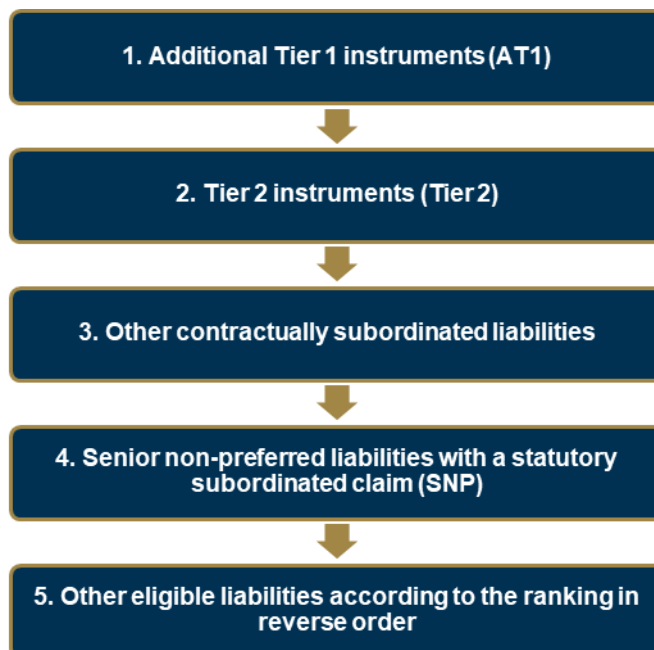 1. Additional Tier 1 instruments (AT1)
2. Tier 2 instruments (Tier 2)
3. Other contractually subordinated liabilities
4. Senior non-preferred liabilities with a statutory
subordinated claim (SNP)
5. Other eligible liabilities according to the ranking in
reverse order